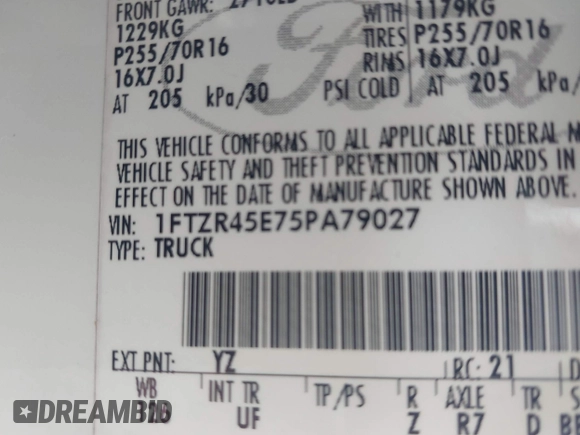 FRONT GAWR:
1229KG WITH 1179KG
P255/70R16 TIRES P255/70R16
16X7.0J RIMS 16X7.0J
AT 205 kPa/30 PSI COLD AT 205
THIS VEHICLE CONFORMS TO ALL APPLICABLE FEDERAL
VEHICLE SAFETY AND THEFT PREVENTION STANDARDS IN
EFFECT ON THE DATE OF MANUFACTURE SHOWN ABOVE.
VIN: 1FTZR45E75PA79027
TYPE: TRUCK
EXT PNT: YZ RC: 21
WB INT TR TP/PS R AXLE TR
UF Z R7 D
DREAMBID